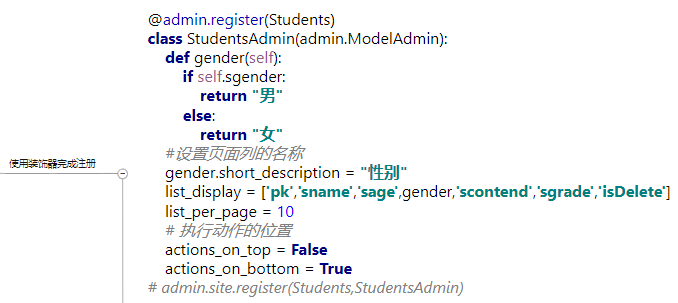 @admin.register(Students)
class StudentsAdmin(admin.ModelAdmin):
def gender(self):
if self.sgender:
return "男"
else:
return "女"
#设置页面列的名称
使用装饰器完成注册
gender.short_description = "性别"
list_display = ['pk','sname','sage',gender,'scontend','sgrade','isDelete']
list_per_page = 10
# 执行动作的位置
actions_on_top = False
actions_on_bottom = True
# admin.site.register(Students,StudentsAdmin)